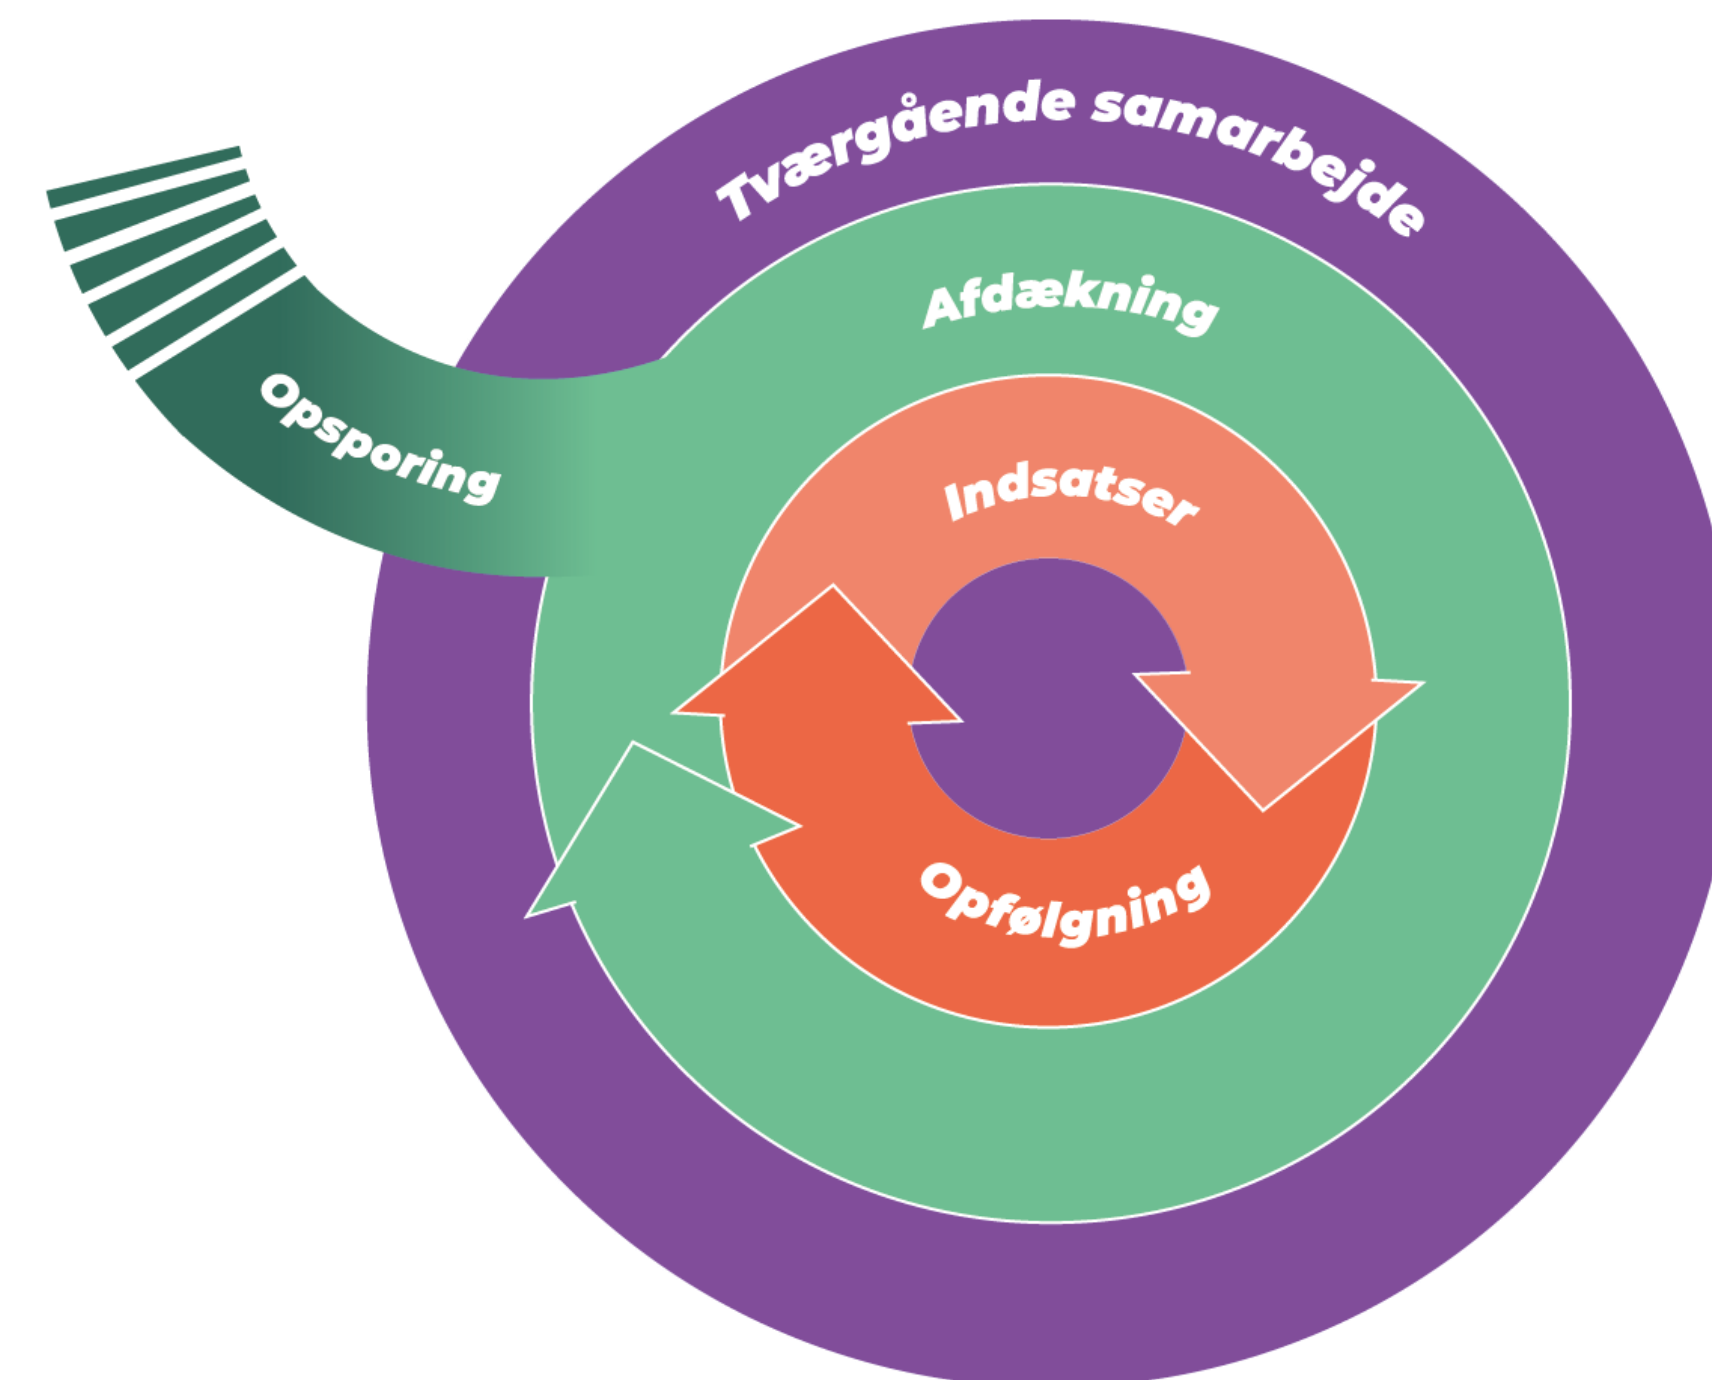 Tværgående samarbejde
Afdækning
Opsporing
Indsatser
Opfølgning